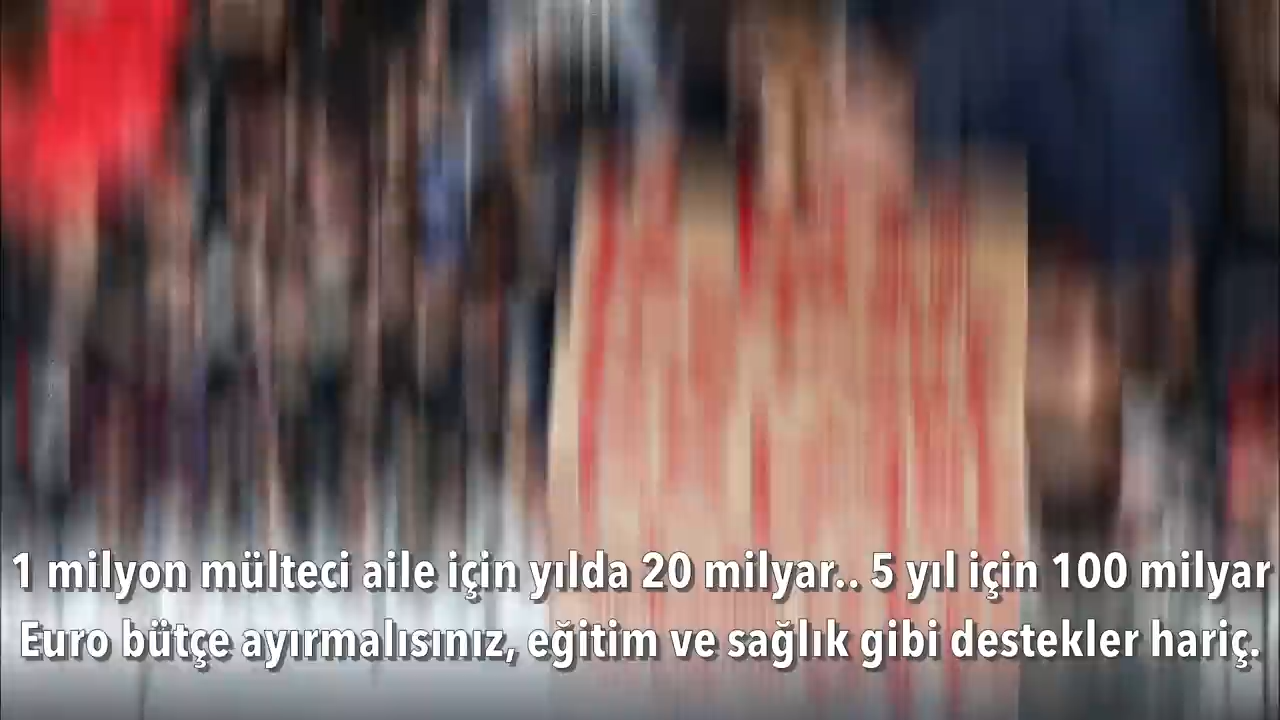 1 milyon mülteci aile için yılda 20 milyar.. 5 yıl için 100 milyar
Euro bütçe ayırmalısınız, eğitim ve sağlık gibi destekler hariç.